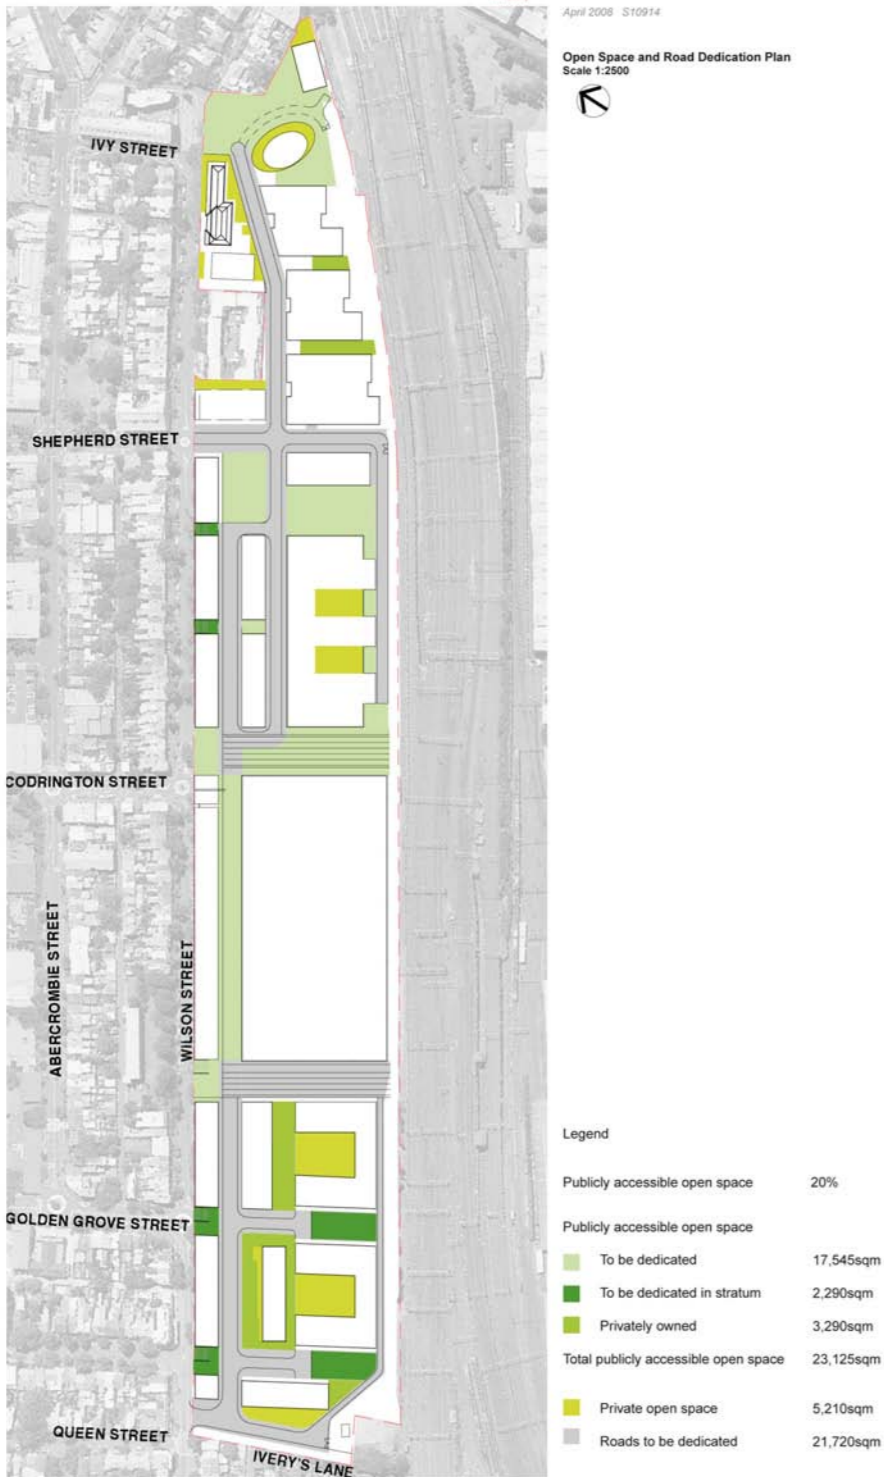 April 2008 S10914
Open Space and Road Dedication Plan
Scale 1:2500
IVY STREET
SHEPHERD STREET
CODRINGTON STREET
ABERCROMBIE STREET
WILSON STREET
GOLDEN GROVE STREET
QUEEN STREET
IVERY'S LANE
Legend
Publicly accessible open space 20%
Publicly accessible open space
To be dedicated 17,545sqm
To be dedicated in stratum 2,290sqm
Privately owned 3,290sqm
Total publicly accessible open space 23,125sqm
Private open space 5,210sqm
Roads to be dedicated 21,720sqm